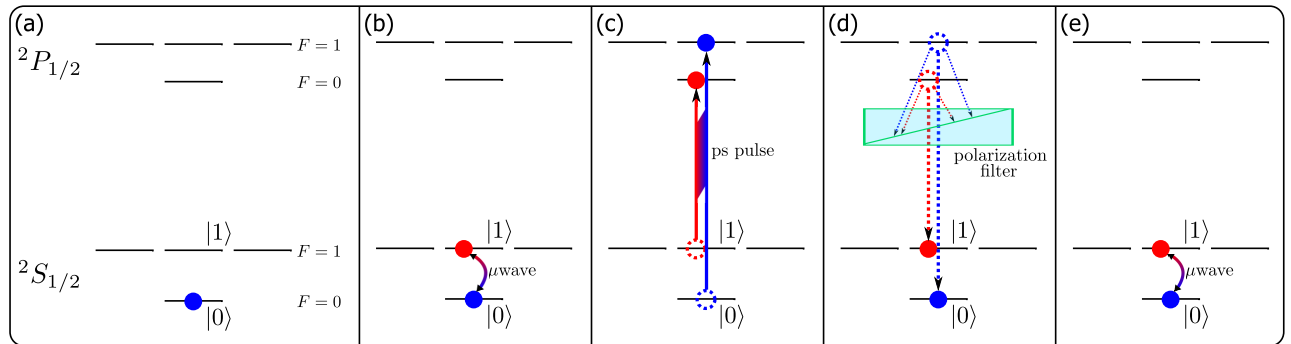 (a)
²P₁/₂
F = 1
F = 0
²S₁/₂
|1⟩
F = 1
F = 0
|0⟩
(b)
|1⟩
μwave
|0⟩
(c)
ps pulse
|1⟩
|0⟩
(d)
polarization
filter
|1⟩
|0⟩
(e)
|1⟩
μwave
|0⟩